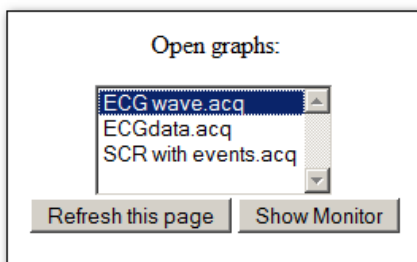 Open graphs:
ECG wave.acq
ECGdata.acq
SCR with events.acq
Refresh this page Show Monitor